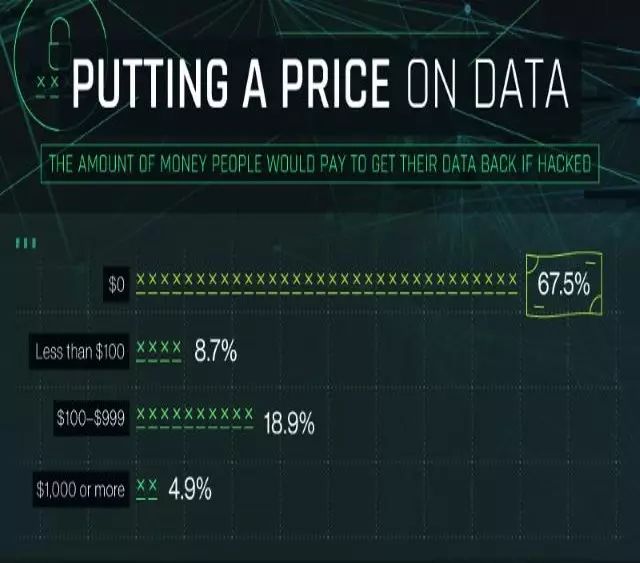 PUTTING A PRICE ON DATA
THE AMOUNT OF MONEY PEOPLE WOULD PAY TO GET THEIR DATA BACK IF HACKED
$0 67.5%
Less than $100 8.7%
$100–$999 18.9%
$1,000 or more 4.9%